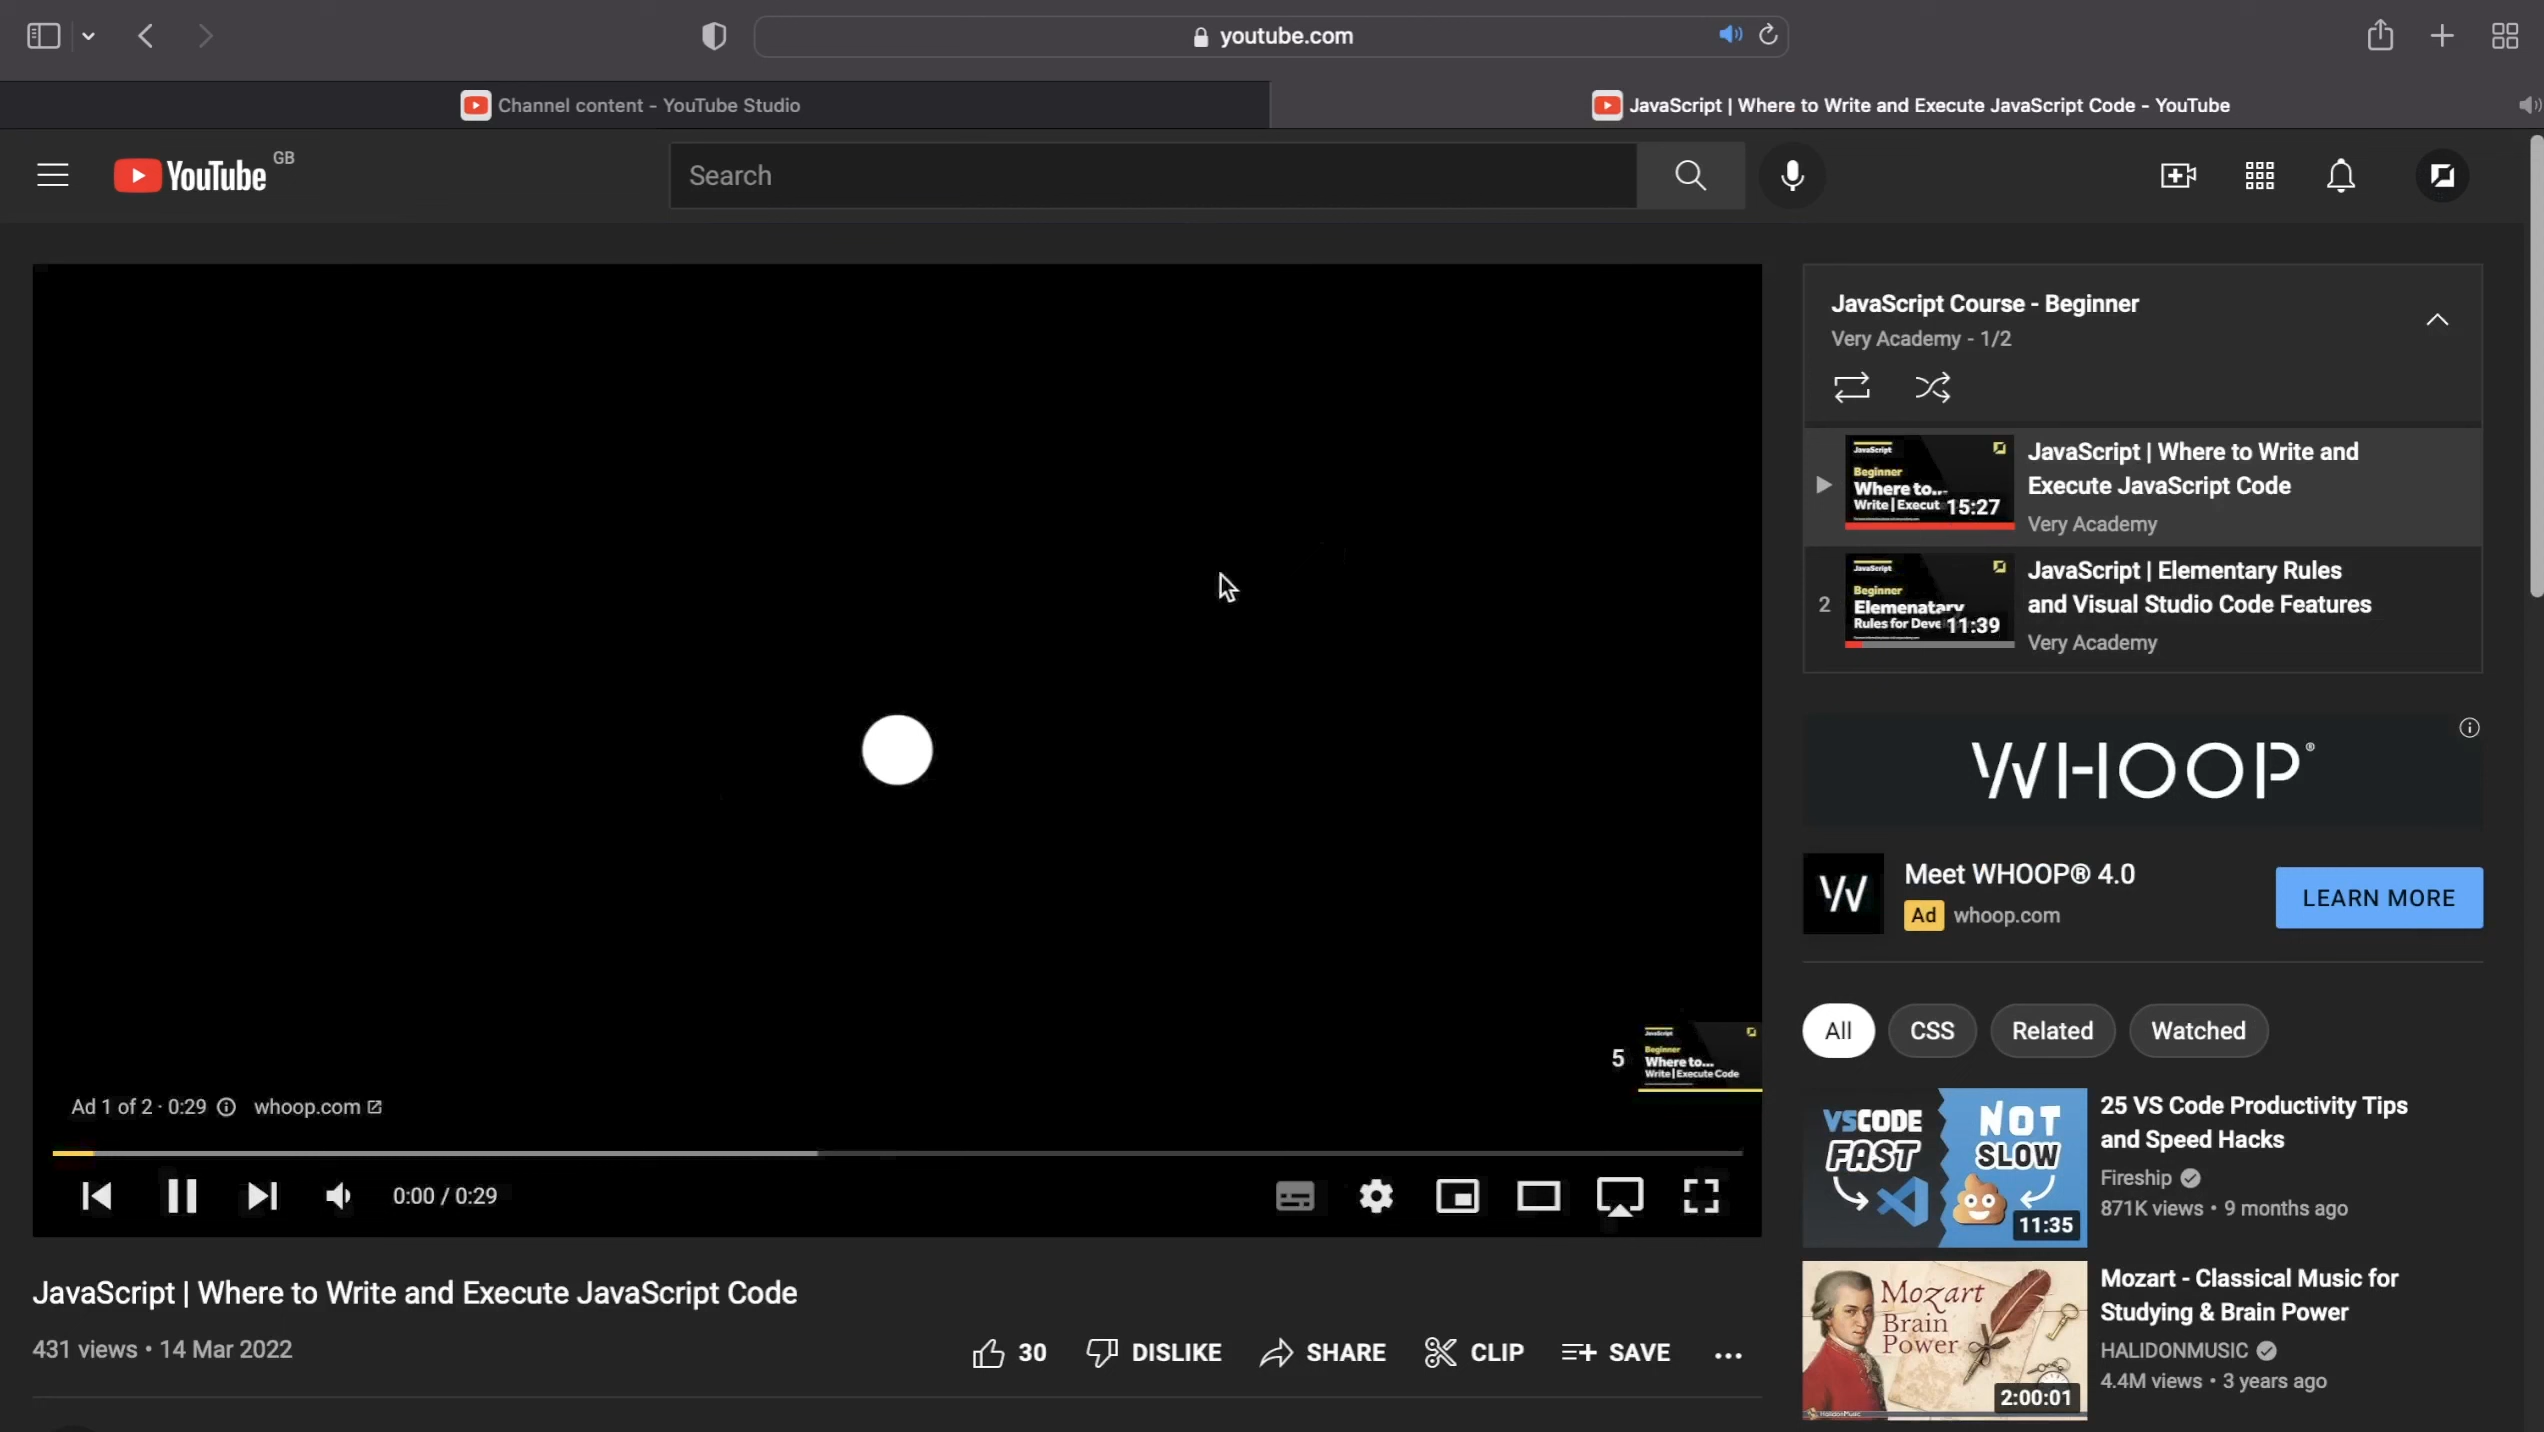 youtube.com
Channel content - YouTube Studio
JavaScript | Where to Write and Execute JavaScript Code - YouTube
YouTube GB
Search
JavaScript Course - Beginner
Very Academy - 1/2
JavaScript
Beginner
Where to...
Write | Execut
15:27
JavaScript | Where to Write and
Execute JavaScript Code
Very Academy
2
JavaScript
Beginner
Elemenatary
Rules for Deve
11:39
JavaScript | Elementary Rules
and Visual Studio Code Features
Very Academy
WHOOP®
W
Meet WHOOP® 4.0
Ad whoop.com
LEARN MORE
All
CSS
Related
Watched
5
JavaScript
Beginner
Where to...
Write | Execute Code
Ad 1 of 2 · 0:29 whoop.com
0:00 / 0:29
JavaScript | Where to Write and Execute JavaScript Code
431 views • 14 Mar 2022
30
DISLIKE
SHARE
CLIP
SAVE
VSCODE
FAST
NOT
SLOW
11:35
25 VS Code Productivity Tips
and Speed Hacks
Fireship
871K views • 9 months ago
Mozart
Brain
Power
2:00:01
HalidonMusic
Mozart - Classical Music for
Studying & Brain Power
HALIDONMUSIC
4.4M views • 3 years ago